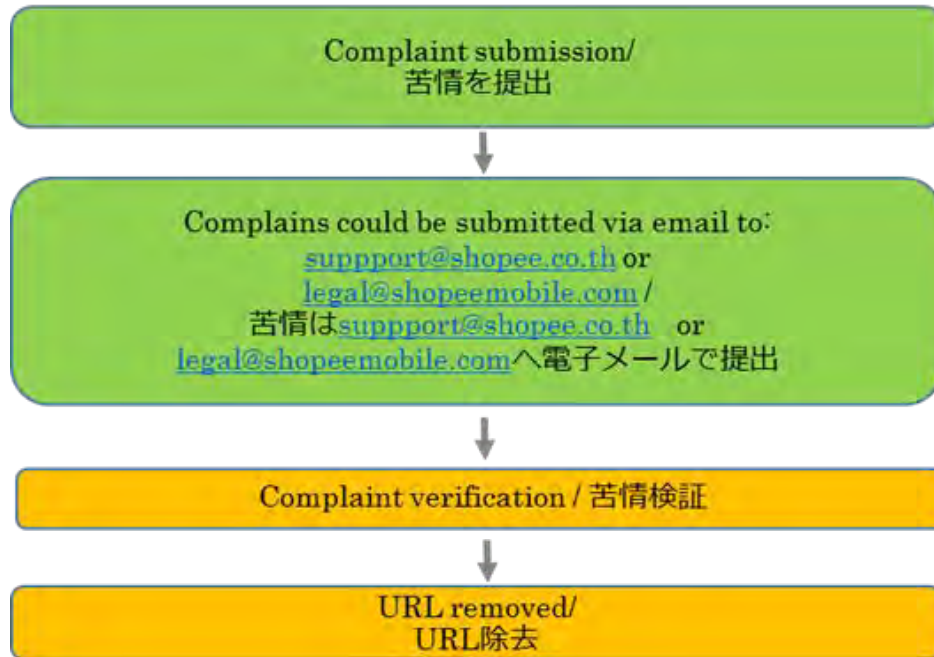 Complaint submission/
苦情を提出
Complains could be submitted via email to:
suppport@shopee.co.th or
legal@shopeemobile.com /
苦情はsuppport@shopee.co.th or
legal@shopeemobile.comへ電子メールで提出
Complaint verification / 苦情検証
URL removed/
URL除去